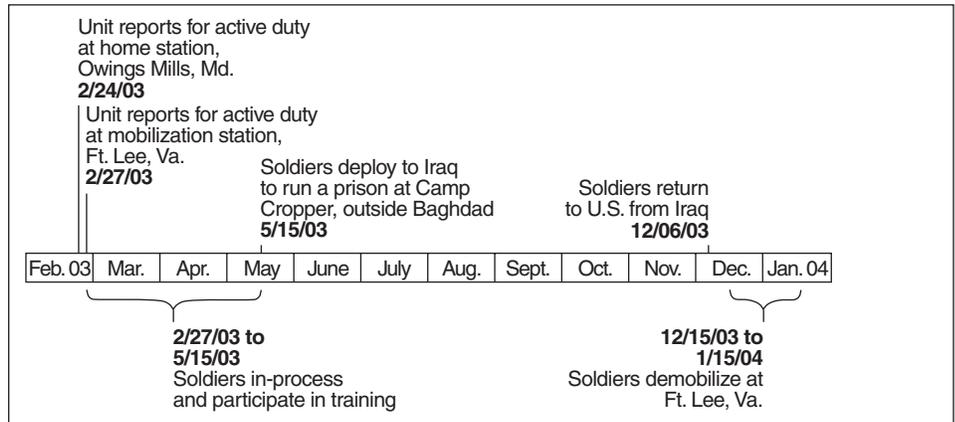 Unit reports for active duty
at home station,
Owings Mills, Md.
2/24/03
Unit reports for active duty
at mobilization station,
Ft. Lee, Va.
2/27/03
Soldiers deploy to Iraq
to run a prison at Camp
Cropper, outside Baghdad
5/15/03
Soldiers return
to U.S. from Iraq
12/06/03
Feb. 03 Mar. Apr. May June July Aug. Sept. Oct. Nov. Dec. Jan. 04
2/27/03 to
5/15/03
Soldiers in-process
and participate in training
12/15/03 to
1/15/04
Soldiers demobilize at
Ft. Lee, Va.